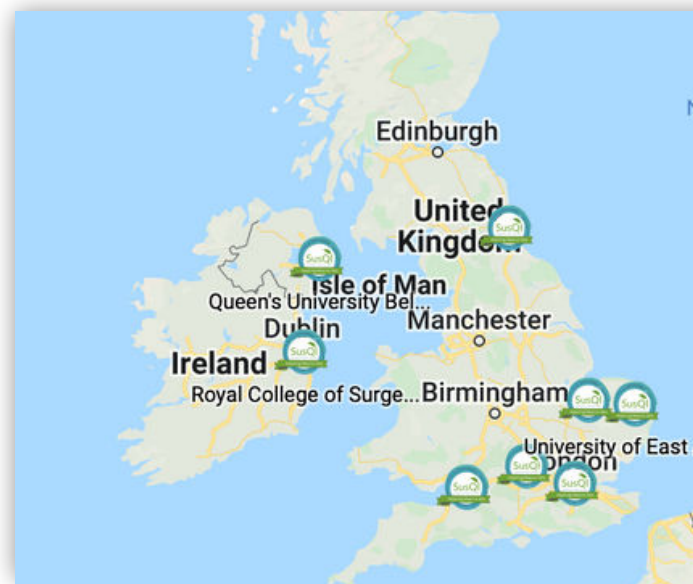 Edinburgh
United
Kingdom
SusQI
SusQI
Isle of Man
Queen's University Bel...
Dublin
Manchester
SusQI
Ireland
Royal College of Surge...
Birmingham
SusQI
SusQI
University of East
London
SusQI
SusQI
SusQI
N